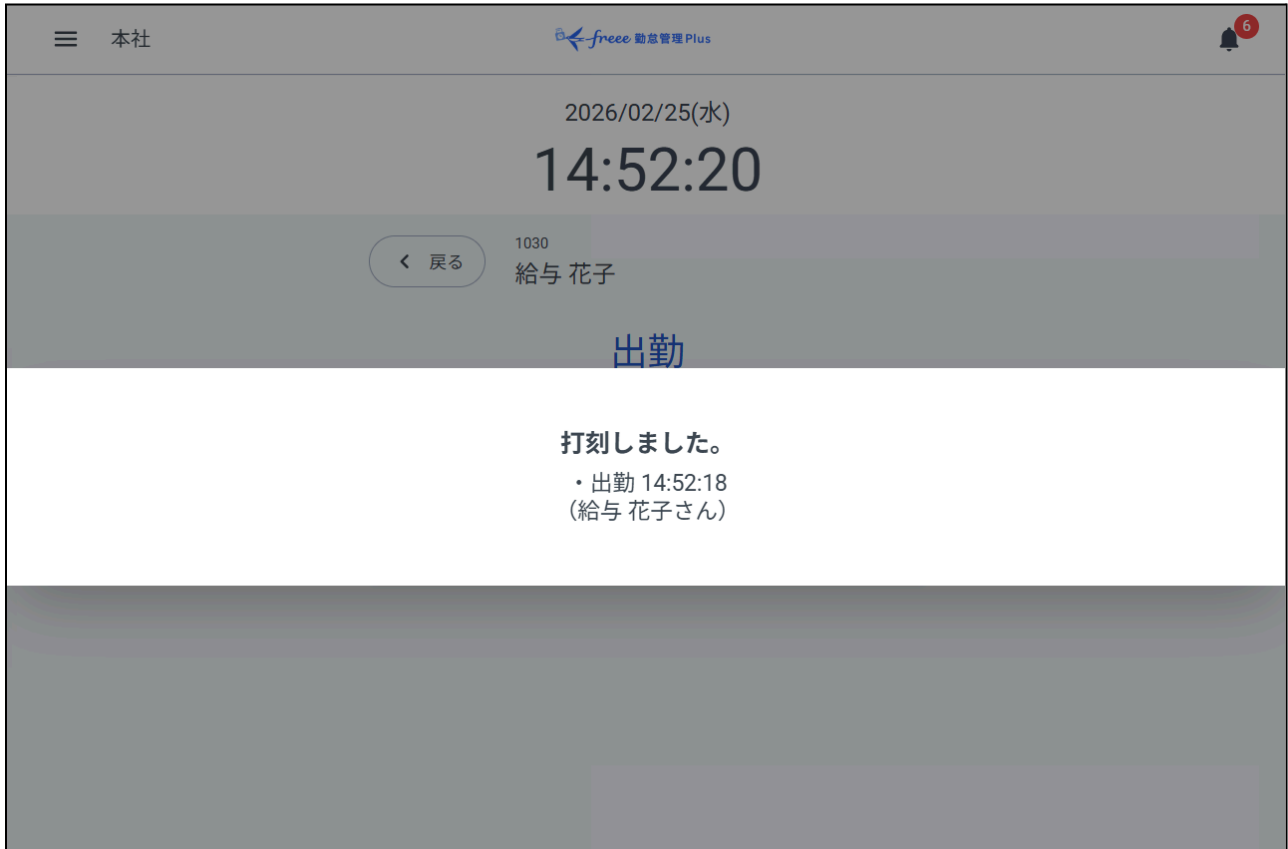 本社
freee 勤怠管理Plus
6
2026/02/25(水)
14:52:20
戻る
1030
給与 花子
出勤
打刻しました。
・出勤 14:52:18
（給与 花子さん）